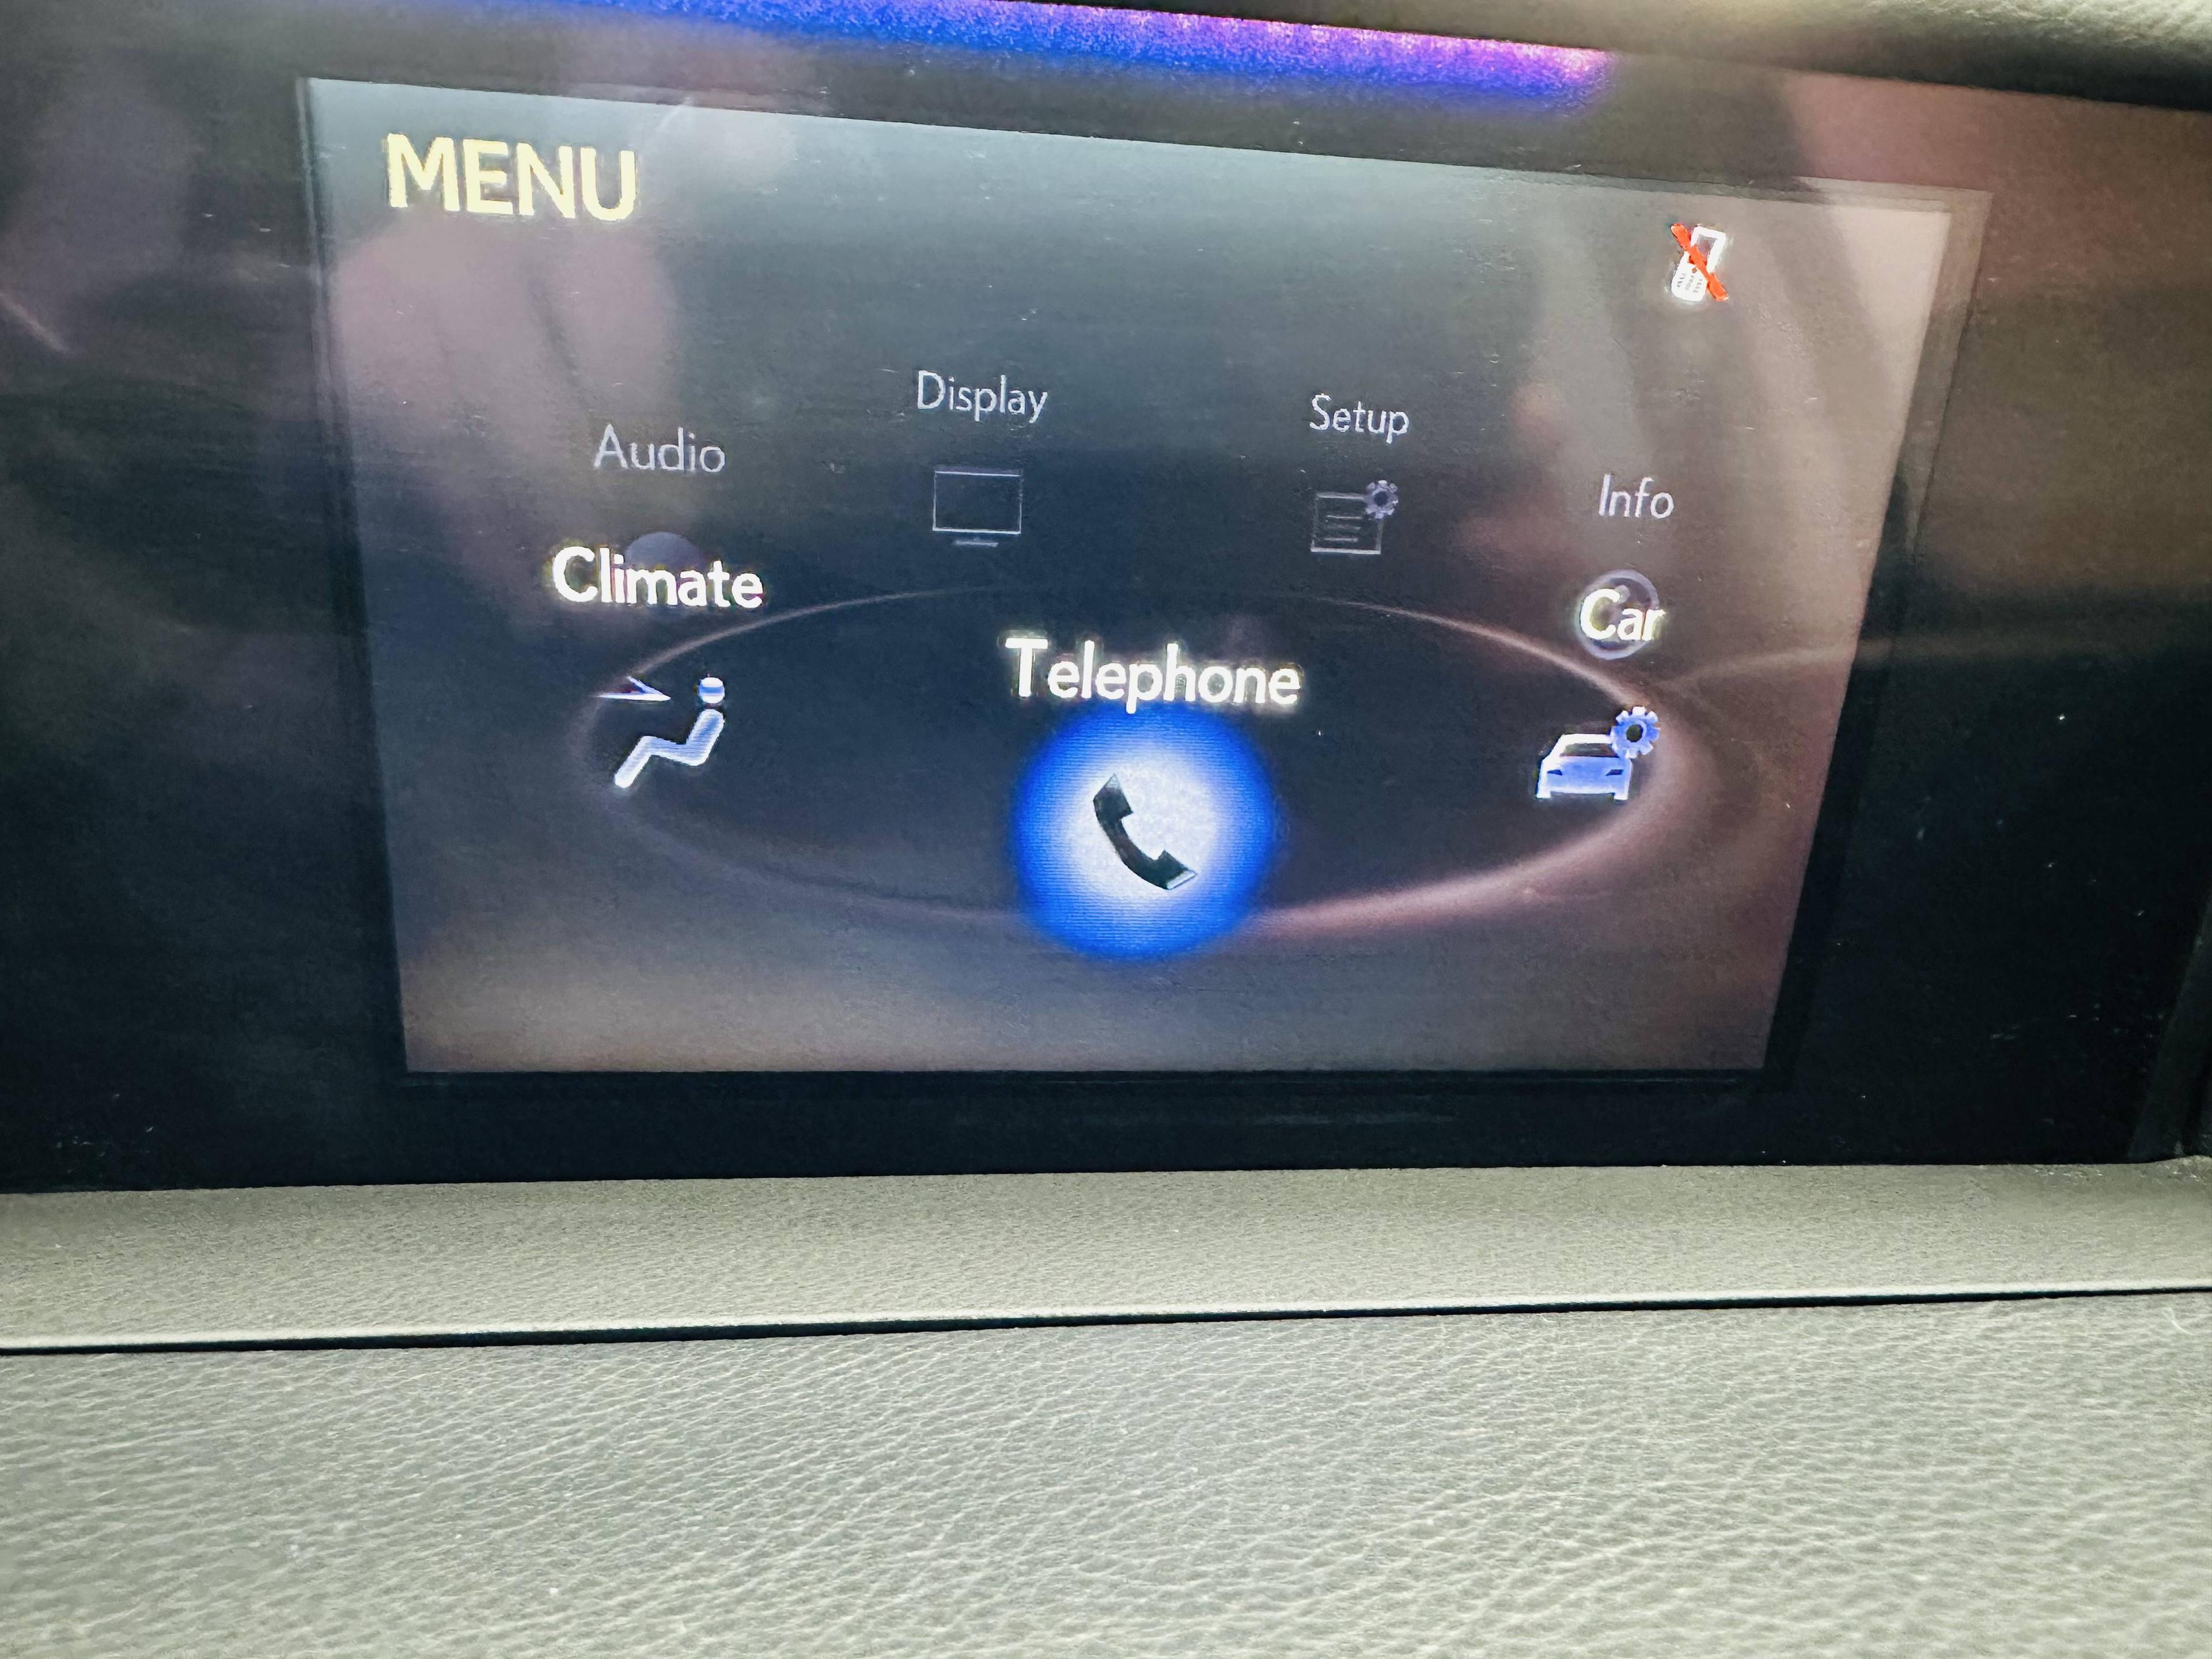 MENU
Display
Setup
Audio
Info
Climate
Car
Telephone